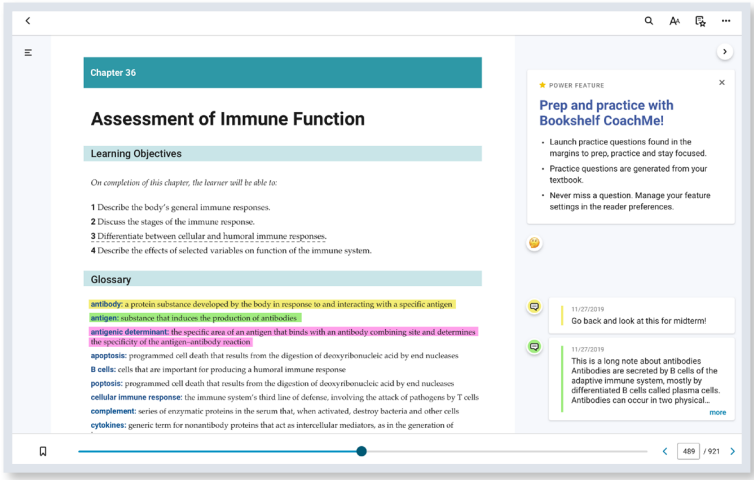 Chapter 36
Assessment of Immune Function
Learning Objectives
On completion of this chapter, the learner will be able to:
1 Describe the body's general immune responses.
2 Discuss the stages of the immune response.
3 Differentiate between cellular and humoral immune responses.
4 Describe the effects of selected variables on function of the immune system.
Glossary
antibody: a protein substance developed by the body in response to and interacting with a specific antigen
antigen: substance that induces the production of antibodies
antigenic determinant: the specific area of an antigen that binds with an antibody combining site and determines
the specificity of the antigen–antibody reaction
apoptosis: programmed cell death that results from the digestion of deoxyribonucleic acid by end nucleases
B cells: cells that are important for producing a humoral immune response
poptosis: programmed cell death that results from the digestion of deoxyribonucleic acid by end nucleases
cellular immune response: the immune system's third line of defense, involving the attack of pathogens by T cells
complement: series of enzymatic proteins in the serum that, when activated, destroy bacteria and other cells
cytokines: generic term for nonantibody proteins that act as intercellular mediators, as in the generation of
POWER FEATURE
Prep and practice with
Bookshelf CoachMe!
• Launch practice questions found in the
margins to prep, practice and stay focused.
• Practice questions are generated from your
textbook.
• Never miss a question. Manage your feature
settings in the reader preferences.
11/27/2019
Go back and look at this for midterm!
11/27/2019
This is a long note about antibodies
Antibodies are secreted by B cells of the
adaptive immune system, mostly by
differentiated B cells called plasma cells.
Antibodies can occur in two physical...
more
489 / 921